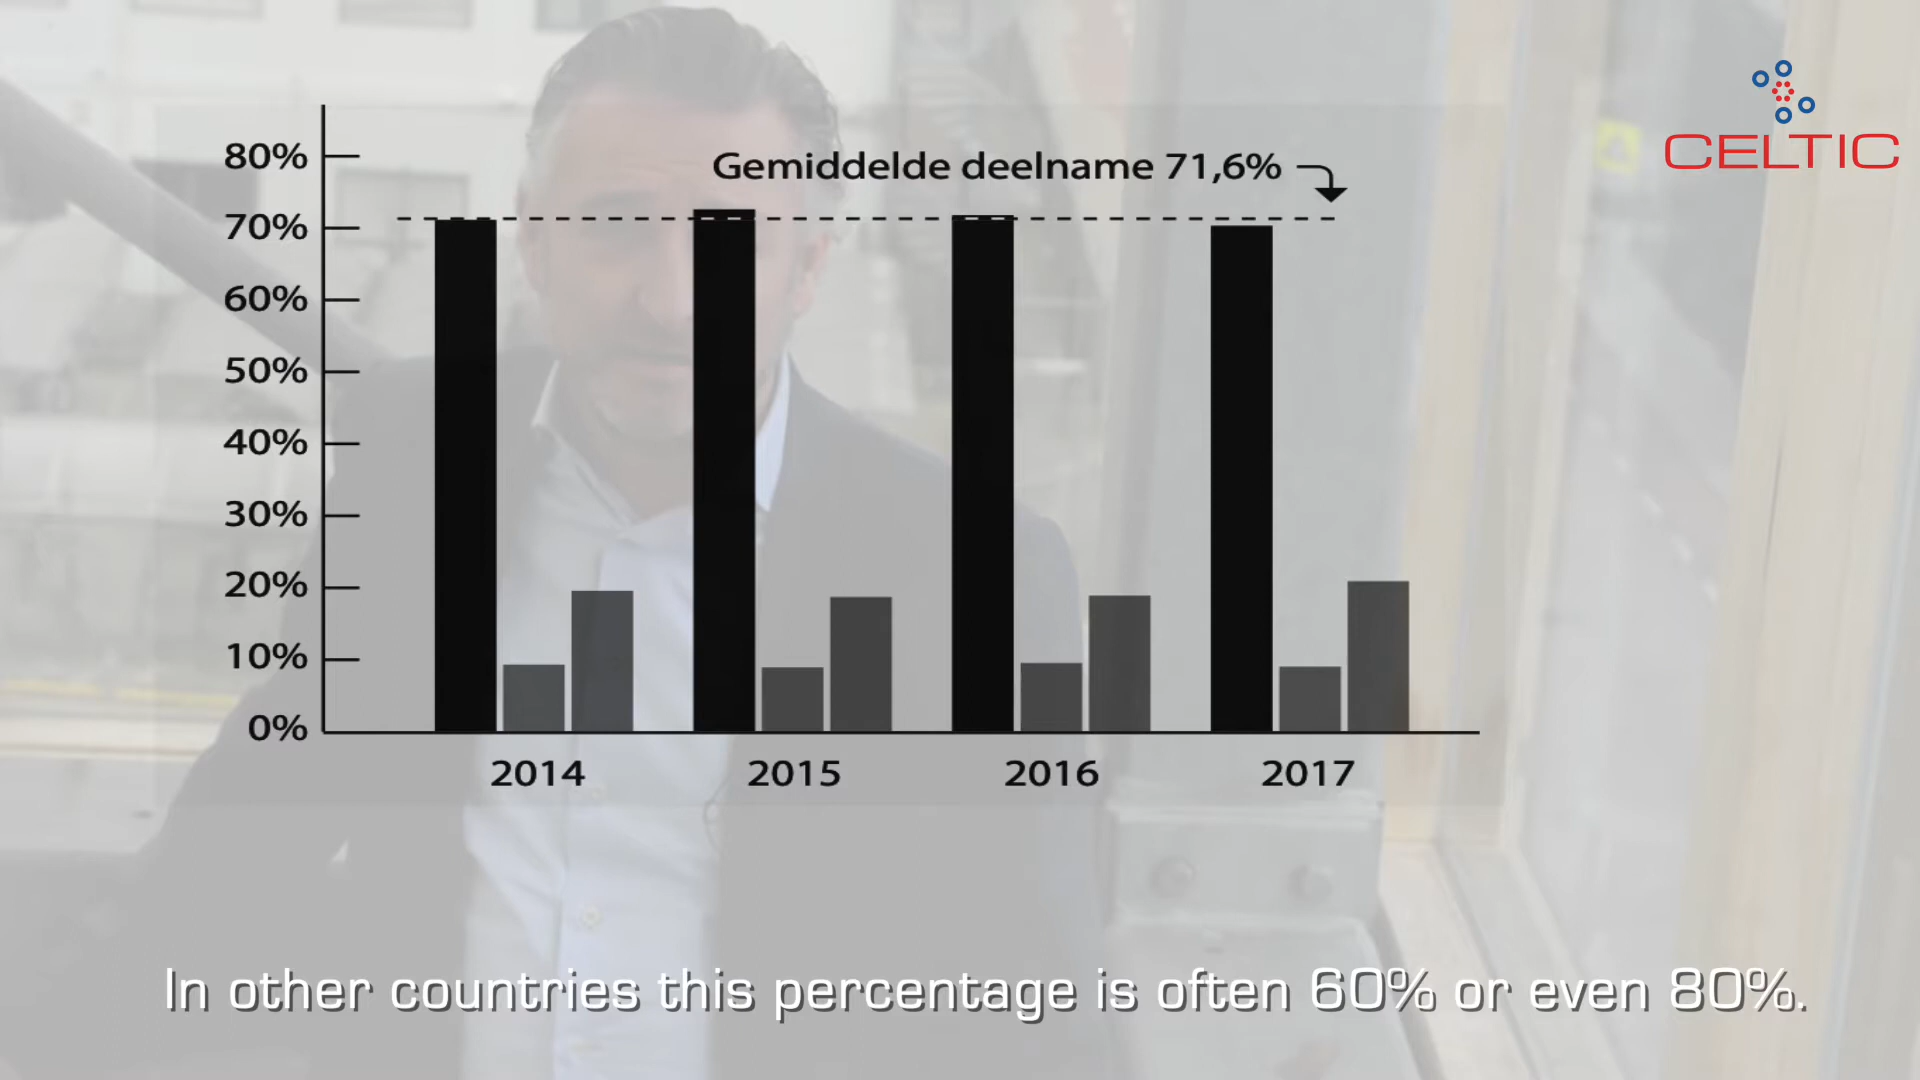 CELTIC
80%
Gemiddelde deelname 71,6%
70%
60%
50%
40%
30%
20%
10%
0%
2014 2015 2016 2017
In other countries this percentage is often 60% or even 80%.